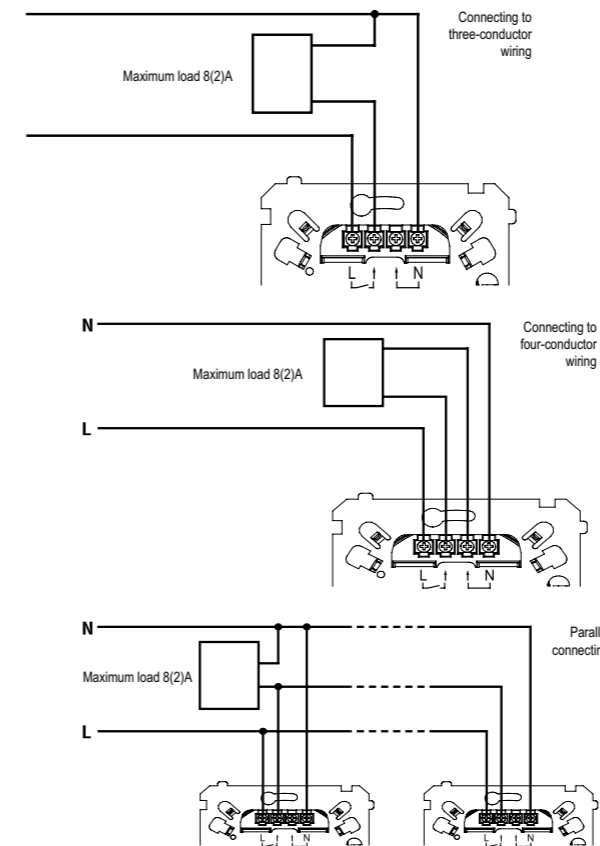 Connecting to
three-conductor
wiring
Maximum load 8(2)A
L N
N
Connecting to
four-conductor
wiring
Maximum load 8(2)A
L
L N
N
Parall
connectin
Maximum load 8(2)A
L
L N
L N